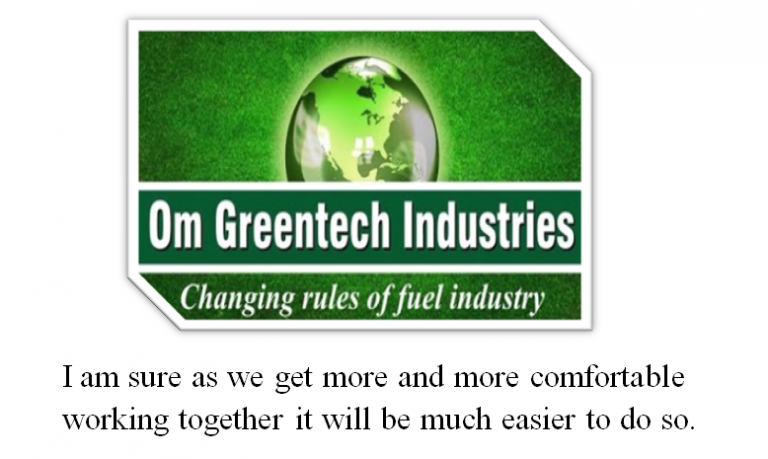 Om Greentech Industries
Changing rules of fuel industry
I am sure as we get more and more comfortable
working together it will be much easier to do so.